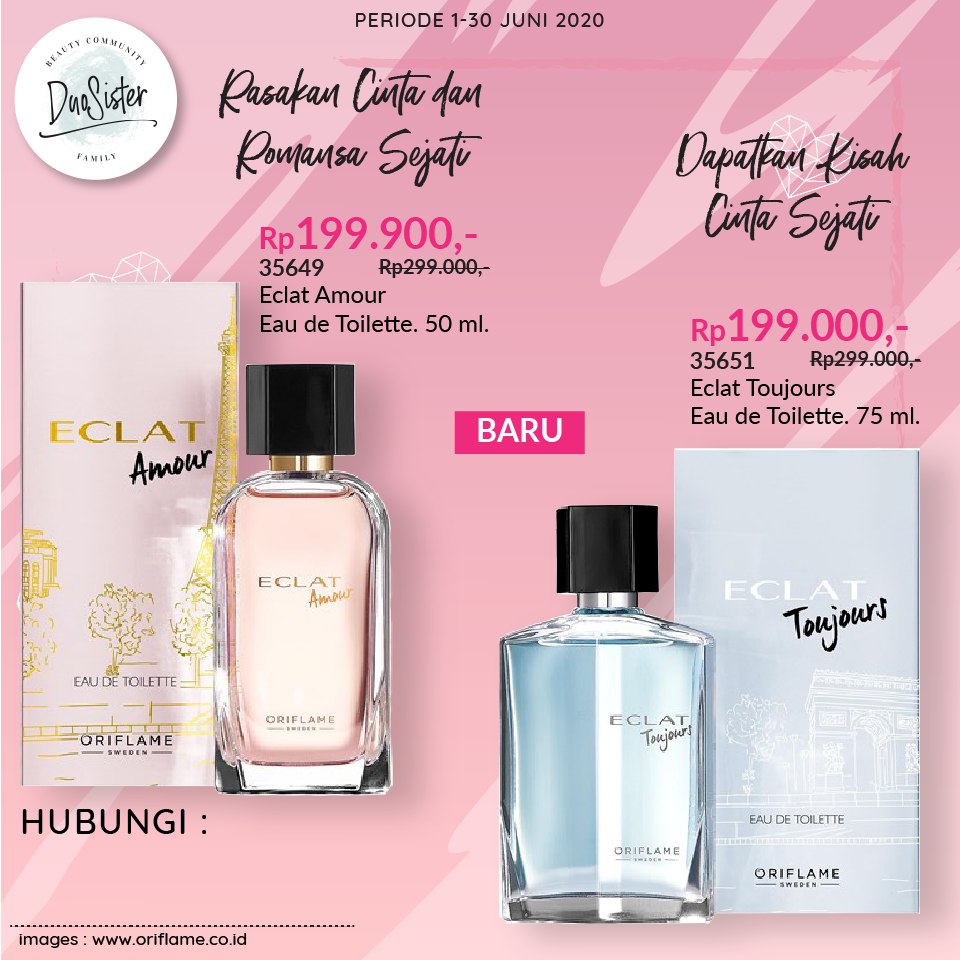 PERIODE 1-30 JUNI 2020
BEAUTY COMMUNITY
DuaSister
FAMILY
Rasakan Cinta dan
Romansa Sejati
Rp199.900,-
35649 Rp299.000,-
Eclat Amour
Eau de Toilette. 50 ml.
Dapatkan Kisah
Cinta Sejati
Rp199.000,-
35651 Rp299.000,-
Eclat Toujours
Eau de Toilette. 75 ml.
BARU
ECLAT
Amour
EAU DE TOILETTE
ORIFLAME
SWEDEN
ECLAT
Amour
ORIFLAME
SWEDEN
ECLAT
Toujours
ORIFLAME
SWEDEN
ECLAT
Toujours
EAU DE TOILETTE
ORIFLAME
SWEDEN
HUBUNGI :
images : www.oriflame.co.id